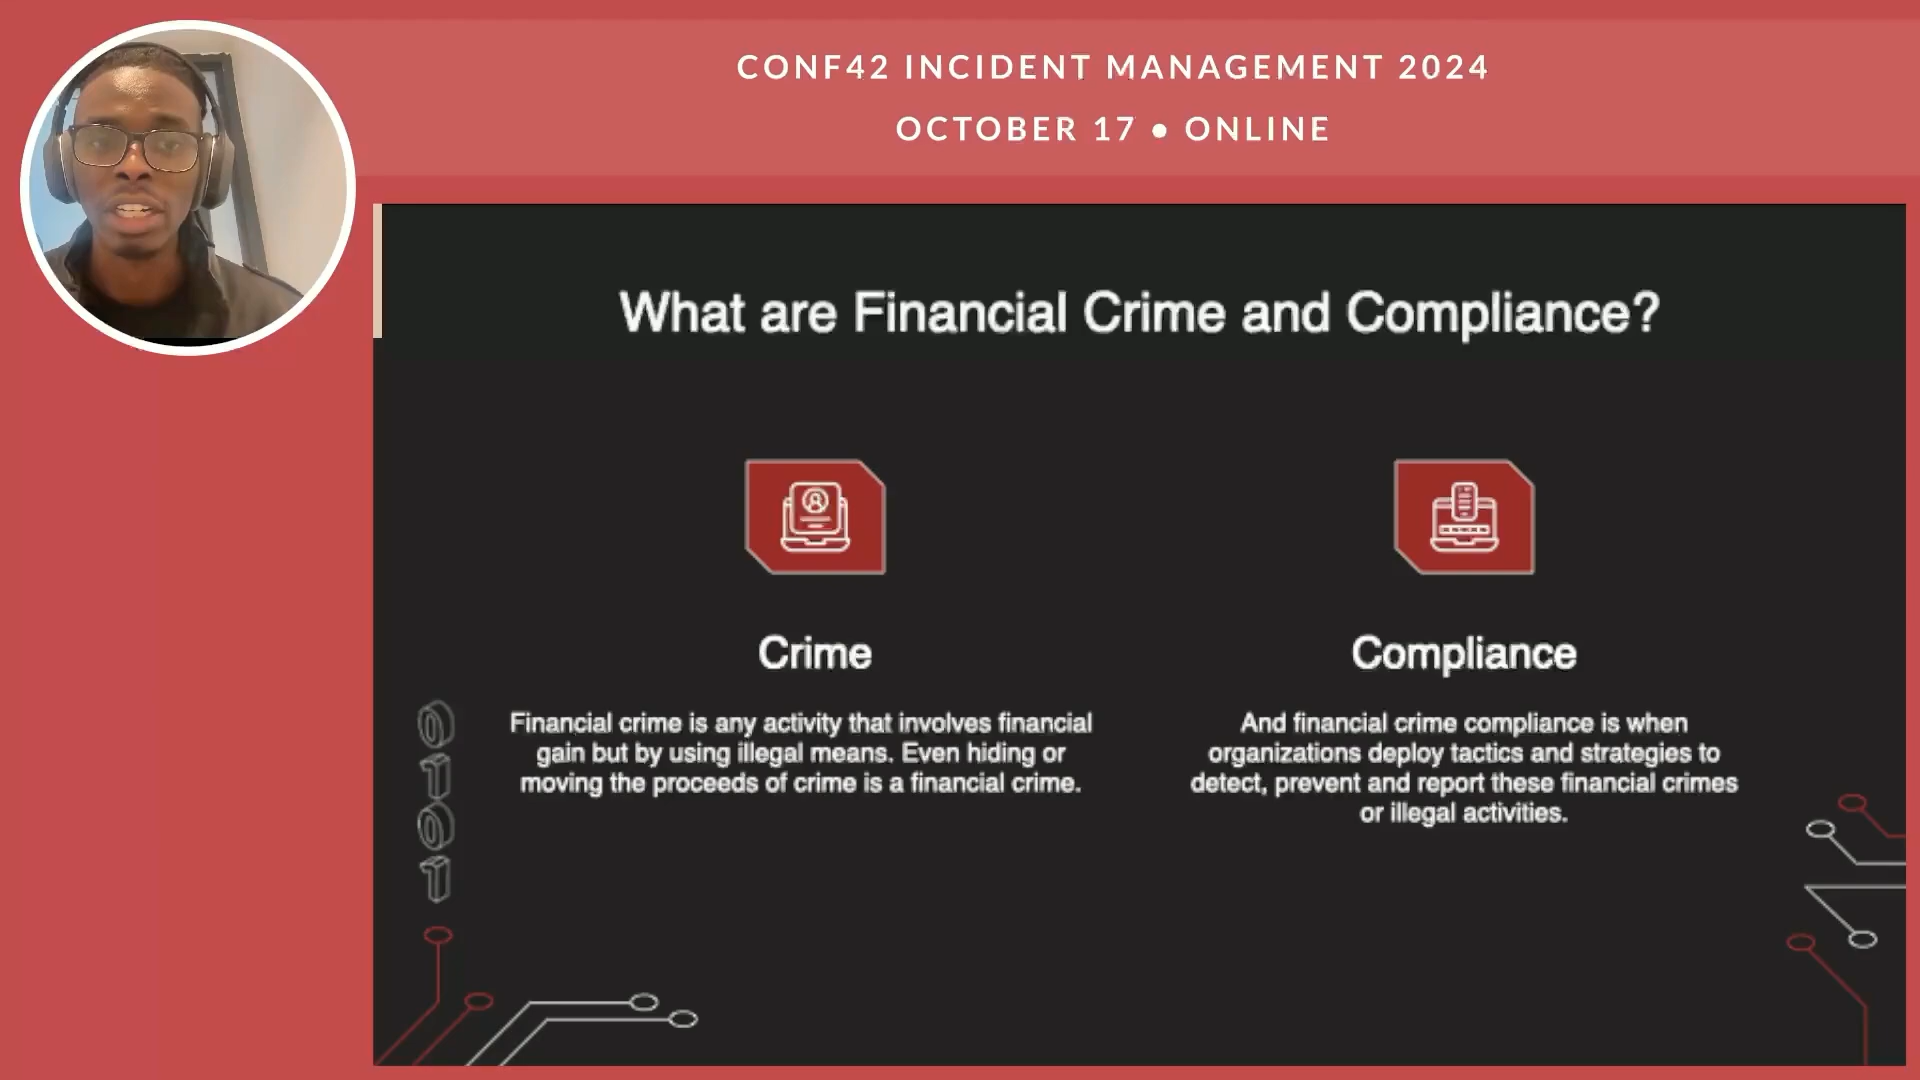 CONF42 INCIDENT MANAGEMENT 2024
OCTOBER 17 • ONLINE
What are Financial Crime and Compliance?
Crime
Financial crime is any activity that involves financial
gain but by using illegal means. Even hiding or
moving the proceeds of crime is a financial crime.
Compliance
And financial crime compliance is when
organizations deploy tactics and strategies to
detect, prevent and report these financial crimes
or illegal activities.
0
1
0
1